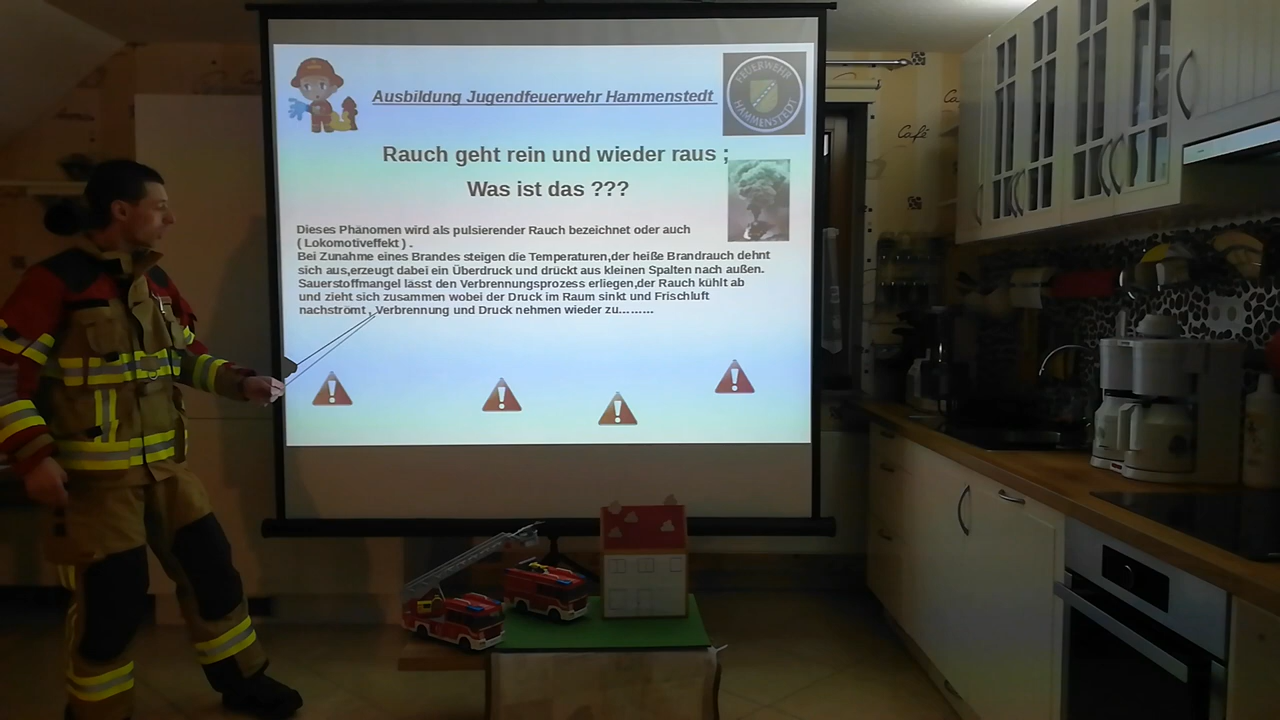 Ausbildung Jugendfeuerwehr Hammenstedt
FEUERWEHR
HAMMENSTEDT
Rauch geht rein und wieder raus ;
Was ist das ???
Dieses Phänomen wird als pulsierender Rauch bezeichnet oder auch
( Lokomotiveffekt ) .
Bei Zunahme eines Brandes steigen die Temperaturen,der heiße Brandrauch dehnt
sich aus,erzeugt dabei ein Überdruck und drückt aus kleinen Spalten nach außen.
Sauerstoffmangel lässt den Verbrennungsprozess erliegen,der Rauch kühlt ab
und zieht sich zusammen wobei der Druck im Raum sinkt und Frischluft
nachströmt , Verbrennung und Druck nehmen wieder zu………
Café